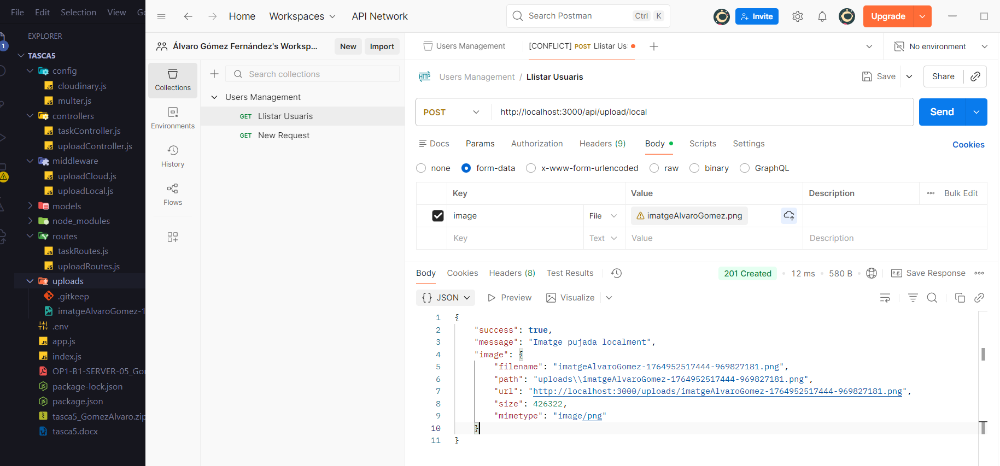 File Edit Selection View
EXPLORER
1
TASCA5
config
cloudinary.js
multer.js
controllers
taskController.js
uploadController.js
middleware
uploadCloud.js
uploadLocal.js
models
node_modules
routes
taskRoutes.js
uploadRoutes.js
uploads
.gitkeep
imatgeAlvaroGomez-1
.env
app.js
index.js
OP1-B1-SERVER-05_Go
package-lock.json
package.json
tasca5_GomezAlvaro.zip
tasca5.docx
Home Workspaces API Network Search Postman Ctrl K Invite Upgrade
Álvaro Gómez Fernández's Worksp... New Import
Users Management [CONFLICT] POST Llistar Us No environment
Collections
Environments
History
Flows
Search collections
Users Management
GET Llistar Usuaris
GET New Request
HTTP Users Management / Llistar Usuaris Save Share
POST http://localhost:3000/api/upload/local Send
Docs Params Authorization Headers (9) Body Scripts Settings Cookies
none form-data x-www-form-urlencoded raw binary GraphQL
Key Value Description Bulk Edit
image File imatgeAlvaroGomez.png
Key Text Value Description
Body Cookies Headers (8) Test Results 201 Created 12 ms 580 B e.g. Save Response
{} JSON Preview Visualize
1 {
2 "success": true,
3 "message": "Imatge pujada localment",
4 "image": {
5 "filename": "imatgeAlvaroGomez-1764952517444-969827181.png",
6 "path": "uploads\\imatgeAlvaroGomez-1764952517444-969827181.png",
7 "url": "http://localhost:3000/uploads/imatgeAlvaroGomez-1764952517444-969827181.png",
8 "size": 426322,
9 "mimetype": "image/png"
10 }
11 }